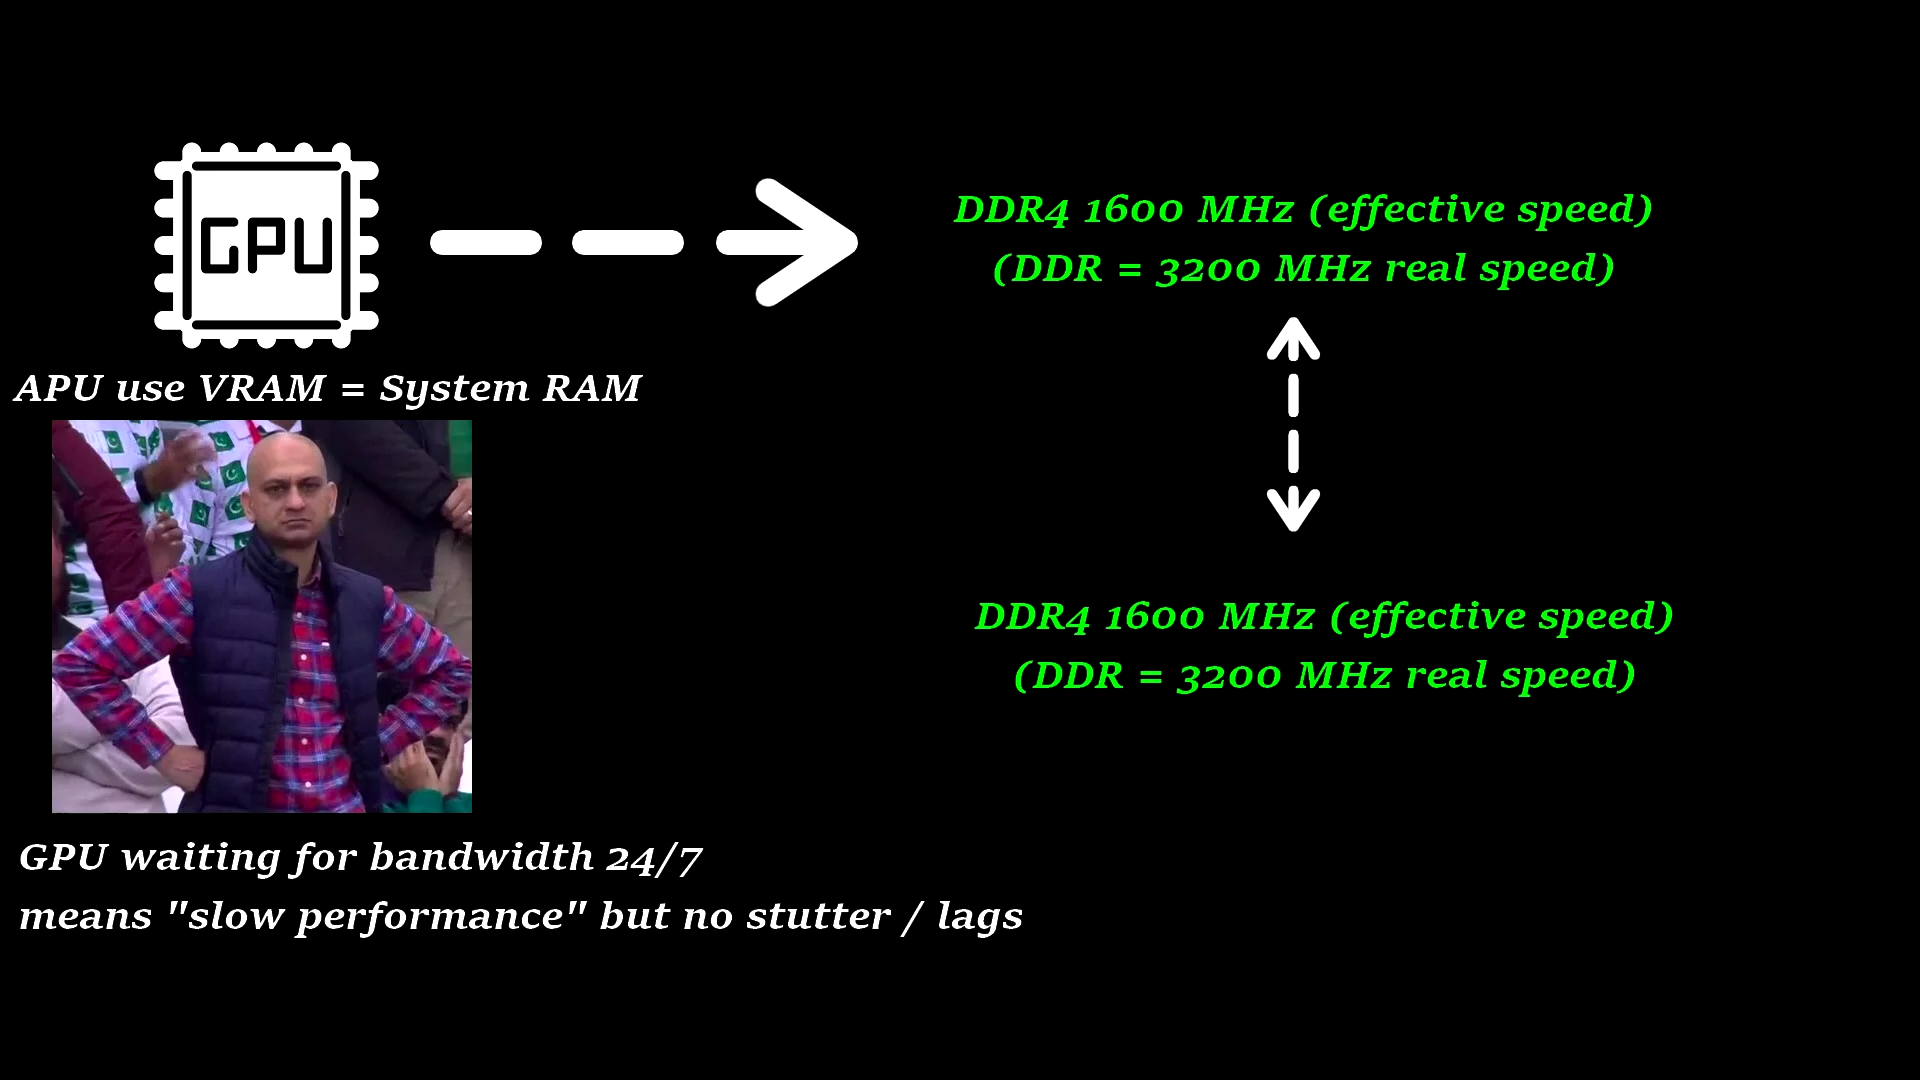 GPU
DDR4 1600 MHz (effective speed)
(DDR = 3200 MHz real speed)
APU use VRAM = System RAM
DDR4 1600 MHz (effective speed)
(DDR = 3200 MHz real speed)
GPU waiting for bandwidth 24/7
means "slow performance" but no stutter / lags